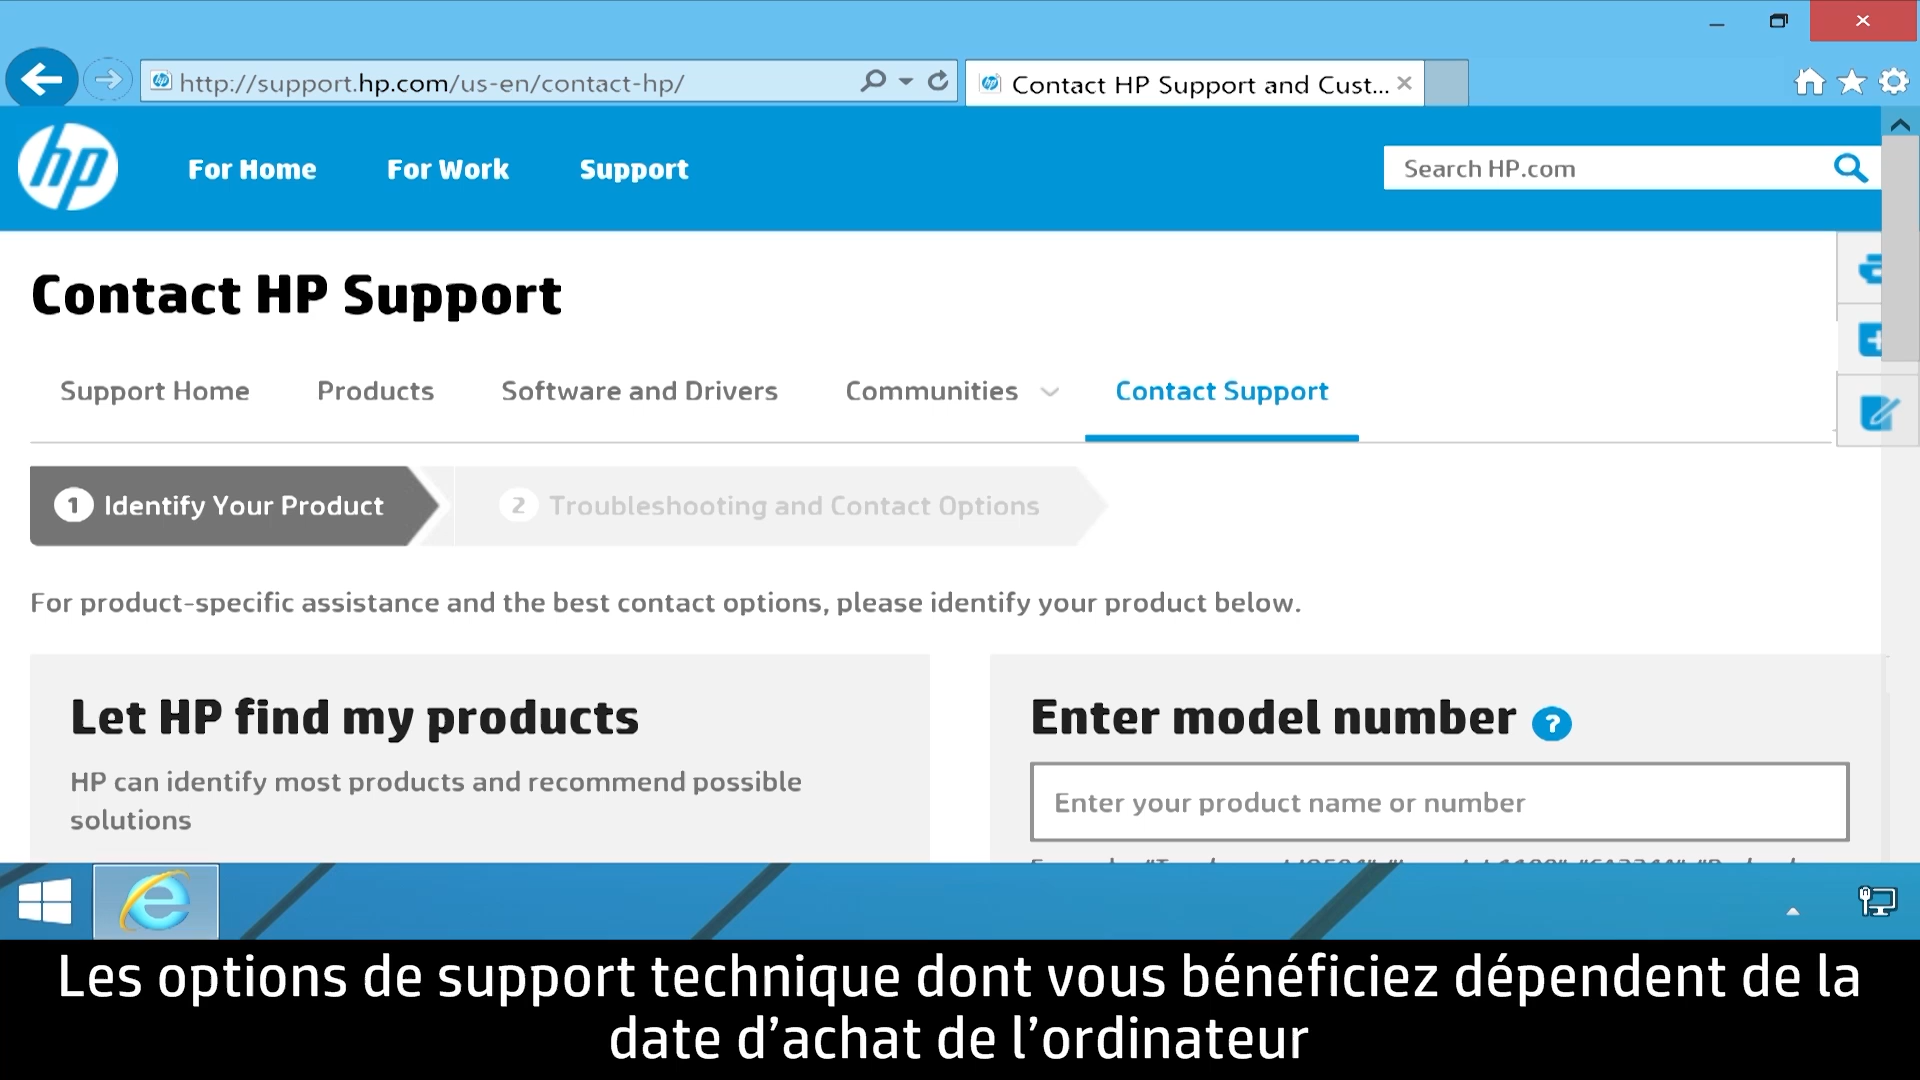 http://support.hp.com/us-en/contact-hp/
Contact HP Support and Cust...
hp
For Home
For Work
Support
Search HP.com
Contact HP Support
Support Home
Products
Software and Drivers
Communities
Contact Support
1 Identify Your Product
2 Troubleshooting and Contact Options
For product-specific assistance and the best contact options, please identify your product below.
Let HP find my products
HP can identify most products and recommend possible
solutions
Enter model number ?
Enter your product name or number
Les options de support technique dont vous bénéficiez dépendent de la
date d’achat de l’ordinateur